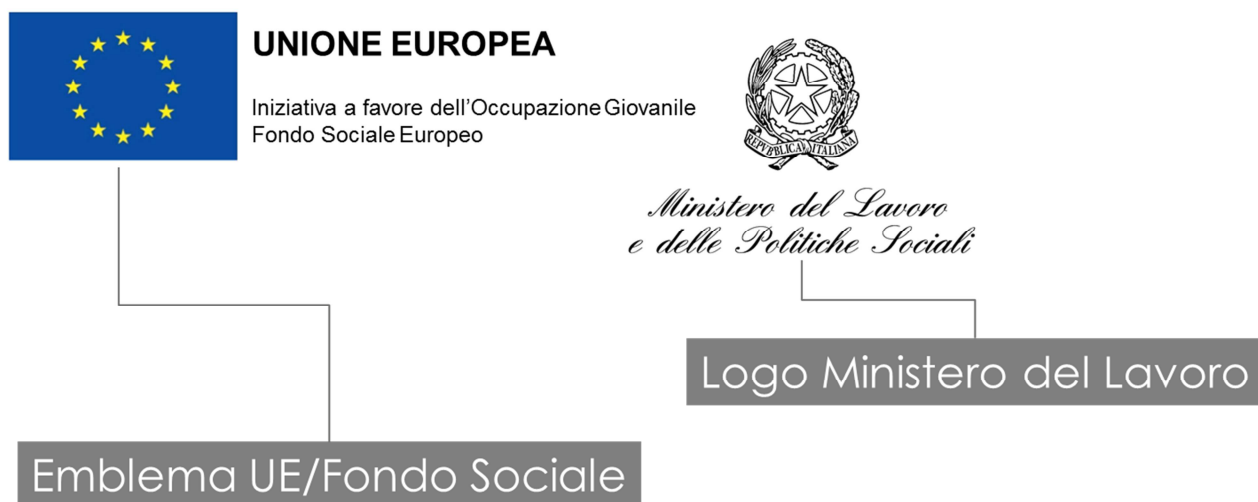 UNIONE EUROPEA
Iniziativa a favore dell'Occupazione Giovanile
Fondo Sociale Europeo
REPVBBLICA ITALIANA
Ministero del Lavoro
e delle Politiche Sociali
Logo Ministero del Lavoro
Emblema UE/Fondo Sociale